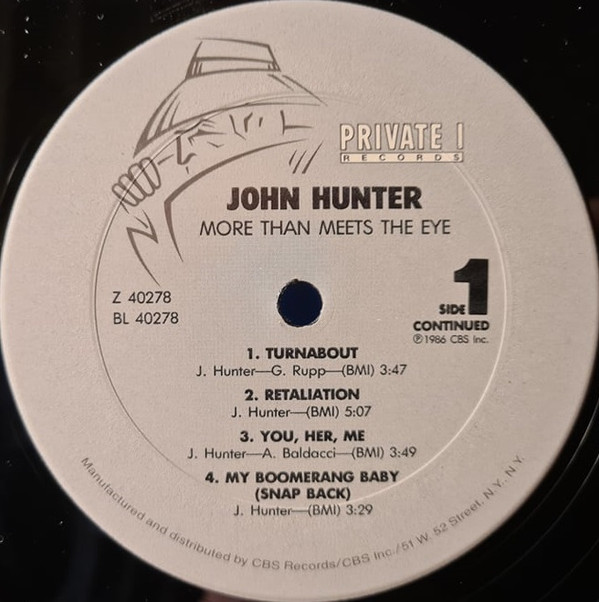 PRIVATE I
RECORDS
JOHN HUNTER
MORE THAN MEETS THE EYE
Z 40278
BL 40278
SIDE 1
CONTINUED
℗1986 CBS Inc.
1. TURNABOUT
J. Hunter—G. Rupp—(BMI) 3:47
2. RETALIATION
J. Hunter—(BMI) 5:07
3. YOU, HER, ME
J. Hunter—A. Baldacci—(BMI) 3:49
4. MY BOOMERANG BABY
(SNAP BACK)
J. Hunter—(BMI) 3:29
Manufactured and distributed by CBS Records/CBS Inc./51 W. 52 Street, N.Y. N.Y.